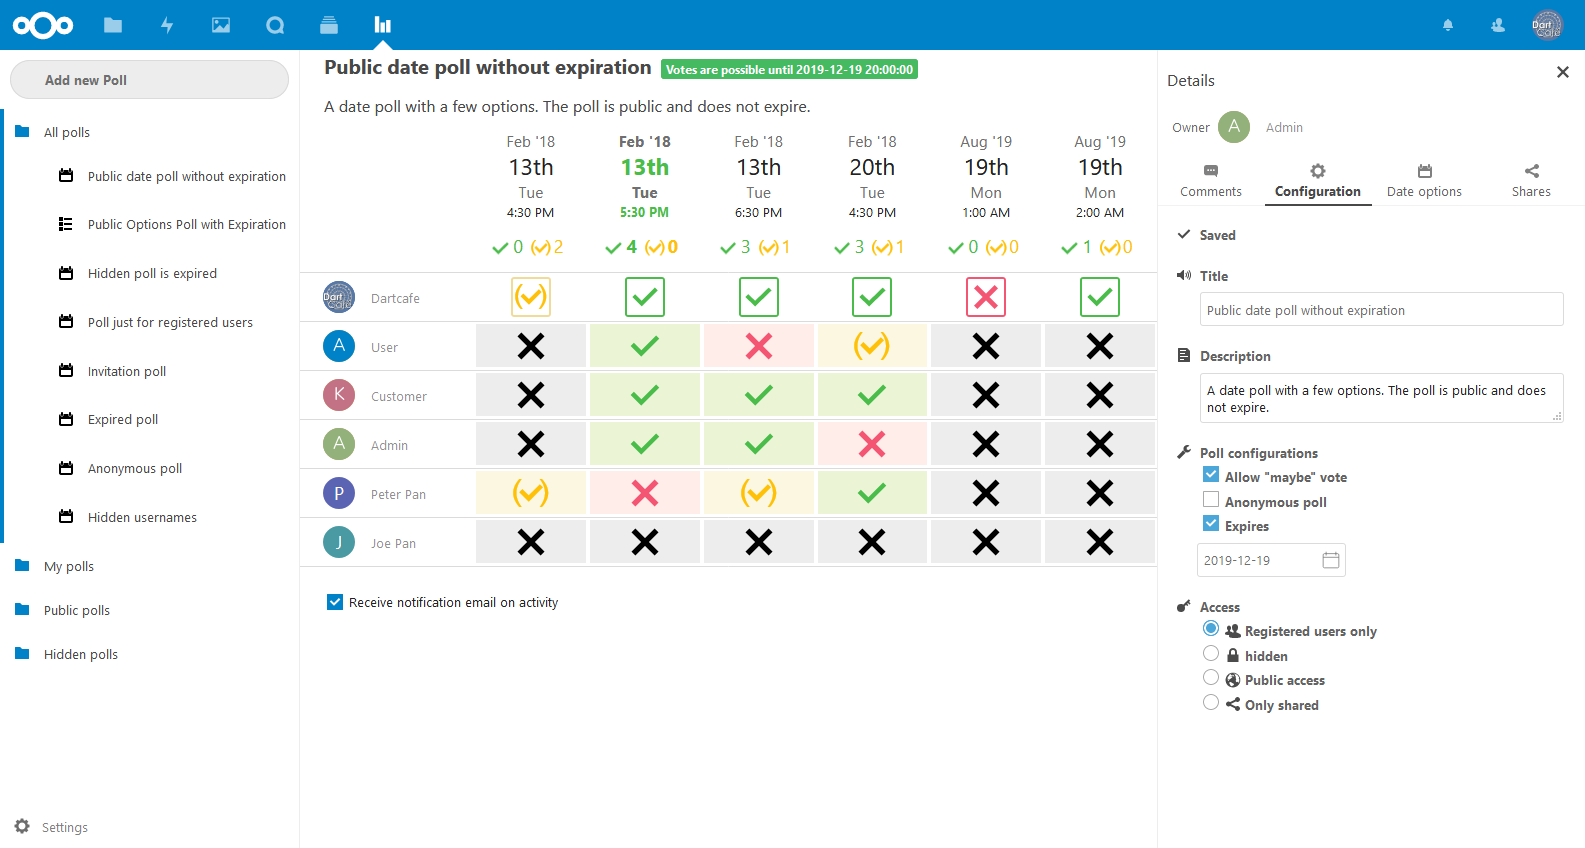 Dart Cafe
Add new Poll
All polls
Public date poll without expiration
Public Options Poll with Expiration
Hidden poll is expired
Poll just for registered users
Invitation poll
Expired poll
Anonymous poll
Hidden usernames
My polls
Public polls
Hidden polls
Settings
Public date poll without expiration Votes are possible until 2019-12-19 20:00:00
A date poll with a few options. The poll is public and does not expire.
Feb '18 Feb '18 Feb '18 Feb '18 Aug '19 Aug '19
13th 13th 13th 20th 19th 19th
Tue Tue Tue Tue Mon Mon
4:30 PM 5:30 PM 6:30 PM 4:30 PM 1:00 AM 2:00 AM
0 (✓)2 4 (✓)0 3 (✓)1 3 (✓)1 0 (✓)0 1 (✓)0
Dart Cafe Dartcafe
A User
K Customer
A Admin
P Peter Pan
J Joe Pan
Receive notification email on activity
Details
Owner A Admin
Comments Configuration Date options Shares
Saved
Title
Public date poll without expiration
Description
A date poll with a few options. The poll is public and does
not expire.
Poll configurations
Allow "maybe" vote
Anonymous poll
Expires
2019-12-19
Access
Registered users only
hidden
Public access
Only shared